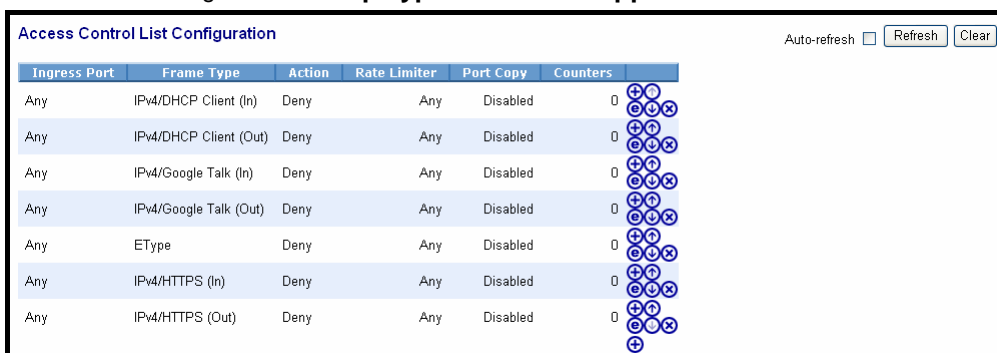 Access Control List Configuration
Auto-refresh Refresh Clear
Ingress Port Frame Type Action Rate Limiter Port Copy Counters
Any IPv4/DHCP Client (In) Deny Any Disabled 0
Any IPv4/DHCP Client (Out) Deny Any Disabled 0
Any IPv4/Google Talk (In) Deny Any Disabled 0
Any IPv4/Google Talk (Out) Deny Any Disabled 0
Any EType Deny Any Disabled 0
Any IPv4/HTTPS (In) Deny Any Disabled 0
Any IPv4/HTTPS (Out) Deny Any Disabled 0